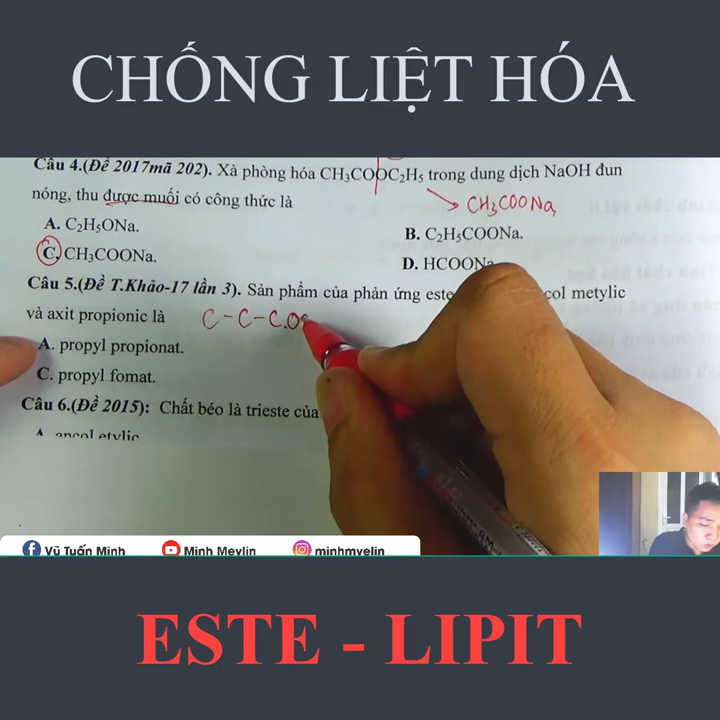 CHỐNG LIỆT HÓA
Câu 4.(Đề 2017mã 202). Xà phòng hóa CH₃COOC₂H₅ trong dung dịch NaOH đun
nóng, thu được muối có công thức là
CH₃COONa
A. C₂H₅ONa.
B. C₂H₅COONa.
C. CH₃COONa.
D. HCOONa
Câu 5.(Đề T.Khảo-17 lần 3). Sản phẩm của phản ứng este col metylic
và axit propionic là
C-C-C.O
A. propyl propionat.
C. propyl fomat.
Câu 6.(Đề 2015): Chất béo là trieste của
A ancol etylic
Vũ Tuấn Minh
Minh Meylin
minhmyelin
ESTE - LIPIT